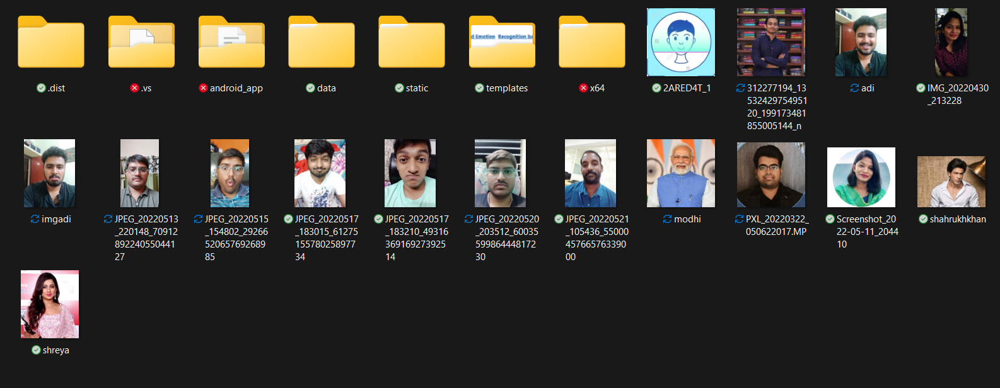 d Emotion Recognition ba
.dist
.vs
android_app
data
static
templates
x64
2ARED4T_1
312277194_13
532429754951
20_199173481
855005144_n
adi
IMG_20220430
_213228
imgadi
JPEG_20220513
_220148_70912
892240550441
27
JPEG_20220515
_154802_29266
520657692689
85
JPEG_20220517
_183015_61275
155780258977
34
JPEG_20220517
_183210_49316
369169273925
14
JPEG_20220520
_203512_60035
599864448172
30
JPEG_20220521
_105436_55000
457665763390
00
modhi
PXL_20220322_
050622017.MP
Screenshot_20
22-05-11_2044
10
shahrukhkhan
shreya